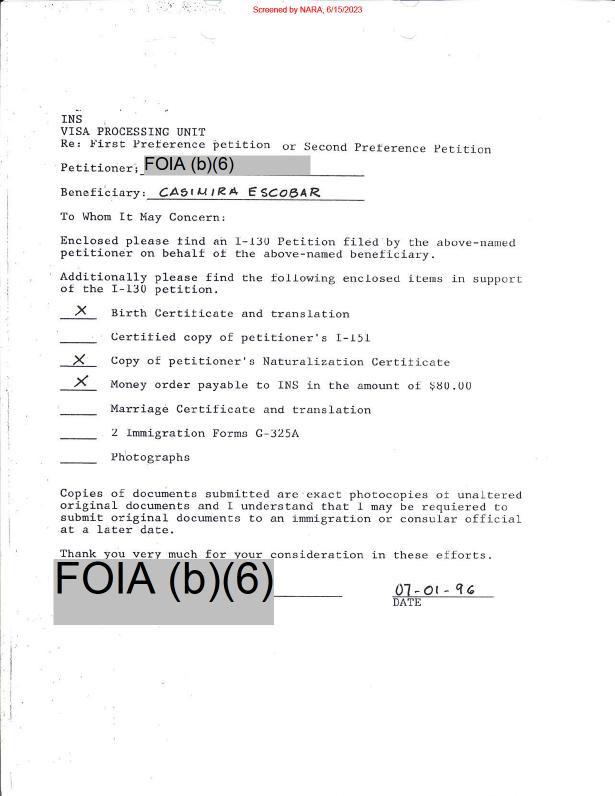 Screened by NARA, 6/15/2023
INS
VISA PROCESSING UNIT
Re: First Preference petition or Second Preference Petition
Petitioner; FOIA (b)(6)
Beneficiary: CASIMIRA ESCOBAR
To Whom It May Concern:
Enclosed please find an I-130 Petition filed by the above-named
petitioner on behalf of the above-named beneficiary.
Additionally please find the following enclosed items in support
of the I-130 petition.
X Birth Certificate and translation
Certified copy of petitioner's I-151
X Copy of petitioner's Naturalization Certificate
X Money order payable to INS in the amount of $80.00
Marriage Certificate and translation
2 Immigration Forms G-325A
Photographs
Copies of documents submitted are exact photocopies of unaltered
original documents and I understand that I may be requiered to
submit original documents to an immigration or consular official
at a later date.
Thank you very much for your consideration in these efforts.
FOIA (b)(6)
07-01-96
DATE